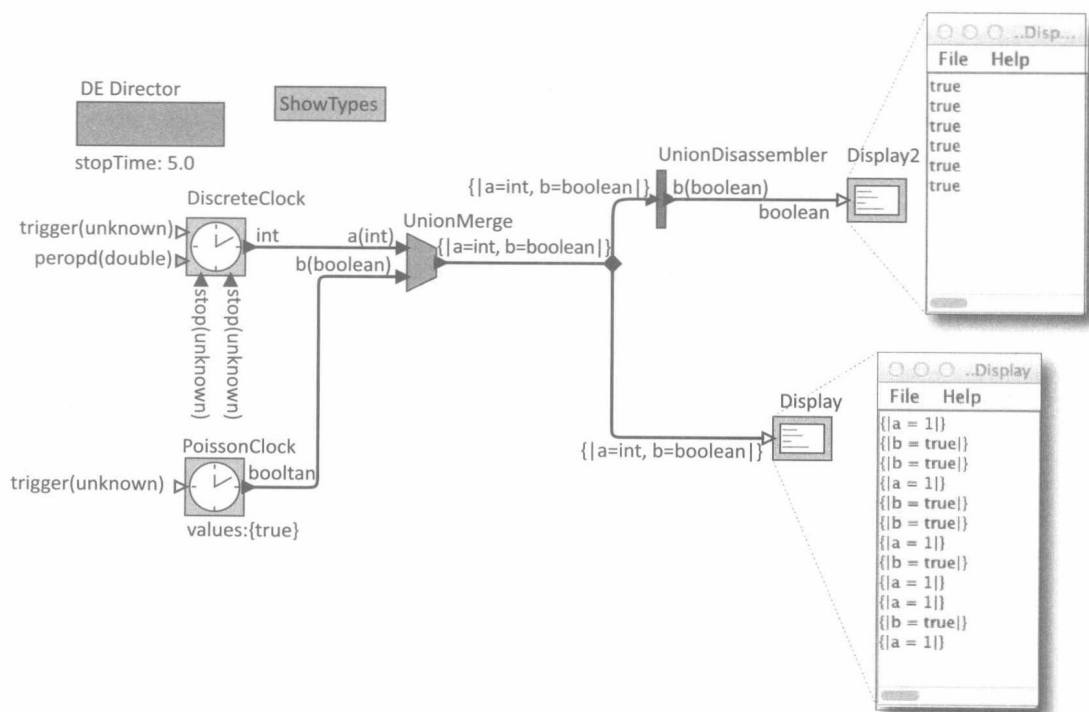 ..Disp...
File Help
true
true
true
true
true
true
DE Director
stopTime: 5.0
ShowTypes
DiscreteClock
trigger(unknown)
peropd(double)
int
stop(unknown)
stop(unknown)
a(int)
b(boolean)
UnionMerge
{|a=int, b=boolean|}
{|a=int, b=boolean|}
UnionDisassembler
b(boolean)
boolean
Display2
PoissonClock
trigger(unknown)
booltan
values:{true}
{|a=int, b=boolean|}
Display
..Display
File Help
{|a = 1|}
{|b = true|}
{|b = true|}
{|a = 1|}
{|b = true|}
{|b = true|}
{|a = 1|}
{|b = true|}
{|a = 1|}
{|a = 1|}
{|b = true|}
{|a = 1|}